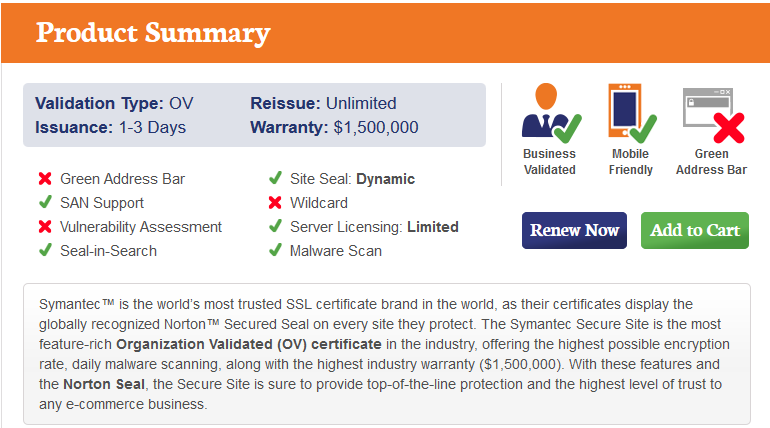 Product Summary
Validation Type: OV
Reissue: Unlimited
Issuance: 1-3 Days
Warranty: $1,500,000
Business
Validated
Mobile
Friendly
Green
Address Bar
Green Address Bar
SAN Support
Vulnerability Assessment
Seal-in-Search
Site Seal: Dynamic
Wildcard
Server Licensing: Limited
Malware Scan
Renew Now
Add to Cart
Symantec™ is the world's most trusted SSL certificate brand in the world, as their certificates display the
globally recognized Norton™ Secured Seal on every site they protect. The Symantec Secure Site is the most
feature-rich Organization Validated (OV) certificate in the industry, offering the highest possible encryption
rate, daily malware scanning, along with the highest industry warranty ($1,500,000). With these features and
the Norton Seal, the Secure Site is sure to provide top-of-the-line protection and the highest level of trust to
any e-commerce business.